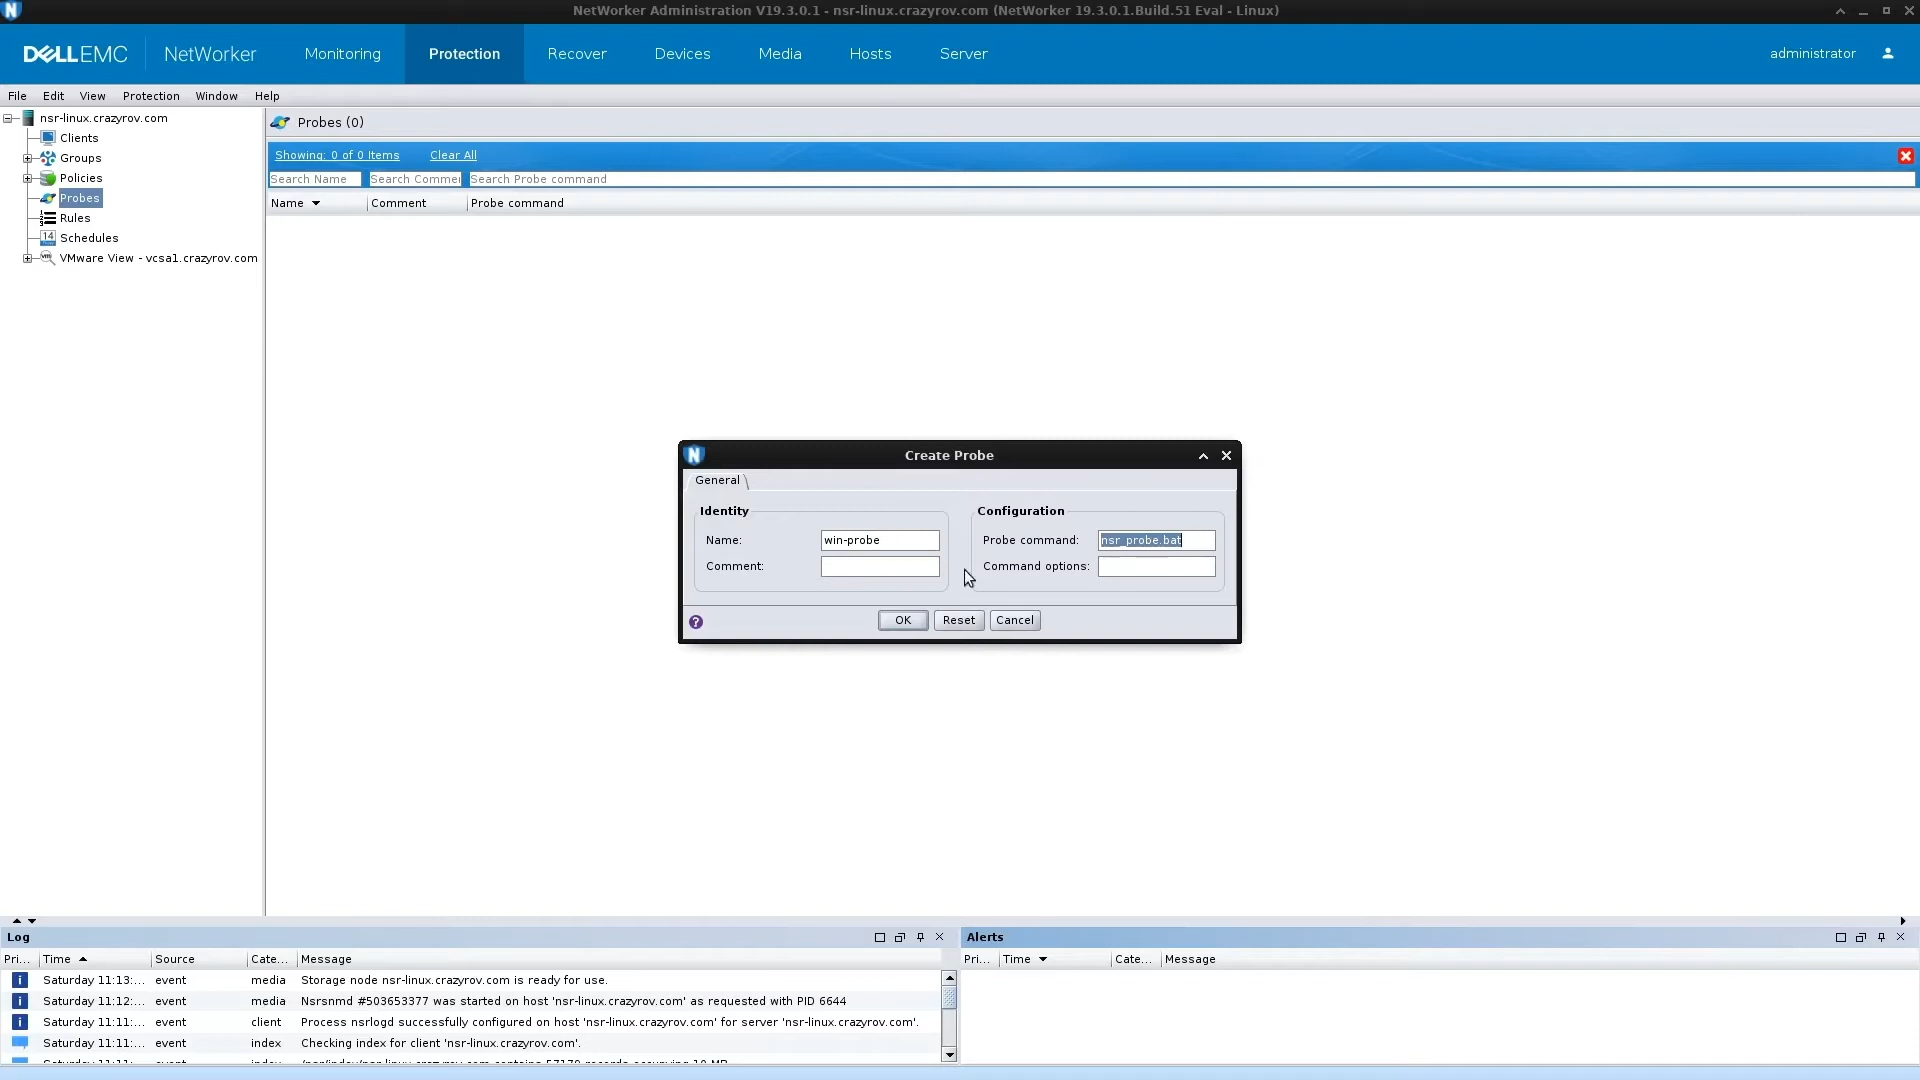 NetWorker Administration V19.3.0.1 - nsr-linux.crazyrov.com (NetWorker 19.3.0.1.Build.51 Eval - Linux)
DELLEMC NetWorker Monitoring Protection Recover Devices Media Hosts Server administrator
File Edit View Protection Window Help
nsr-linux.crazyrov.com
Clients
Groups
Policies
Probes
Rules
14 Schedules
VMware View - vcsa1.crazyrov.com
Probes (0)
Showing: 0 of 0 Items Clear All
Search Name Search Commer Search Probe command
Name Comment Probe command
Create Probe
General
Identity
Name: win-probe
Comment:
Configuration
Probe command: nsr_probe.bat
Command options:
OK Reset Cancel
Log
Pri... Time Source Cate... Message
Saturday 11:13:... event media Storage node nsr-linux.crazyrov.com is ready for use.
Saturday 11:12:... event media Nsrsnmd #503653377 was started on host 'nsr-linux.crazyrov.com' as requested with PID 6644
Saturday 11:11:... event client Process nsrlogd successfully configured on host 'nsr-linux.crazyrov.com' for server 'nsr-linux.crazyrov.com'.
Saturday 11:11:... event index Checking index for client 'nsr-linux.crazyrov.com'.
Alerts
Pri... Time Cate... Message